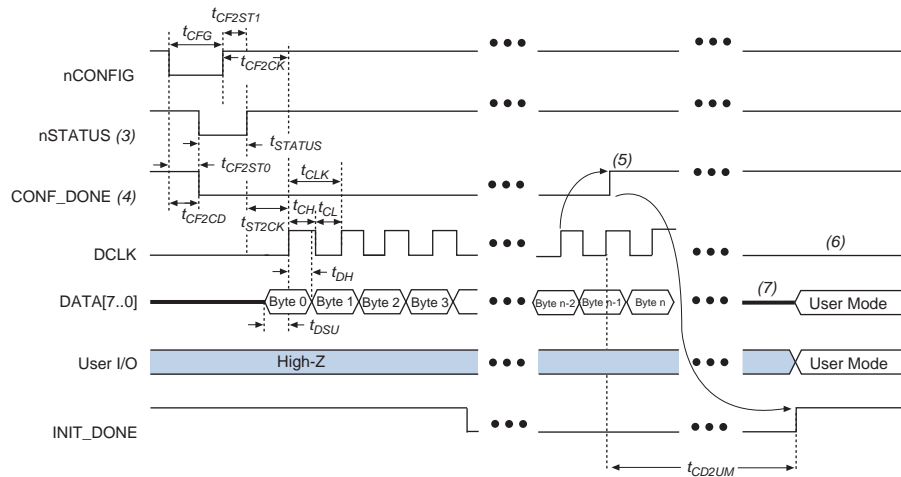 tCF2ST1
tCFG
nCONFIG
tCF2CK
nSTATUS (3)
tSTATUS
tCF2ST0
tCLK
(5)
CONF_DONE (4)
tCF2CD
tST2CK
tCH
tCL
DCLK
(6)
tDH
DATA[7..0]
Byte 0
Byte 1
Byte 2
Byte 3
Byte n-2
Byte n-1
Byte n
(7)
User Mode
tDSU
User I/O
High-Z
User Mode
INIT_DONE
tCD2UM